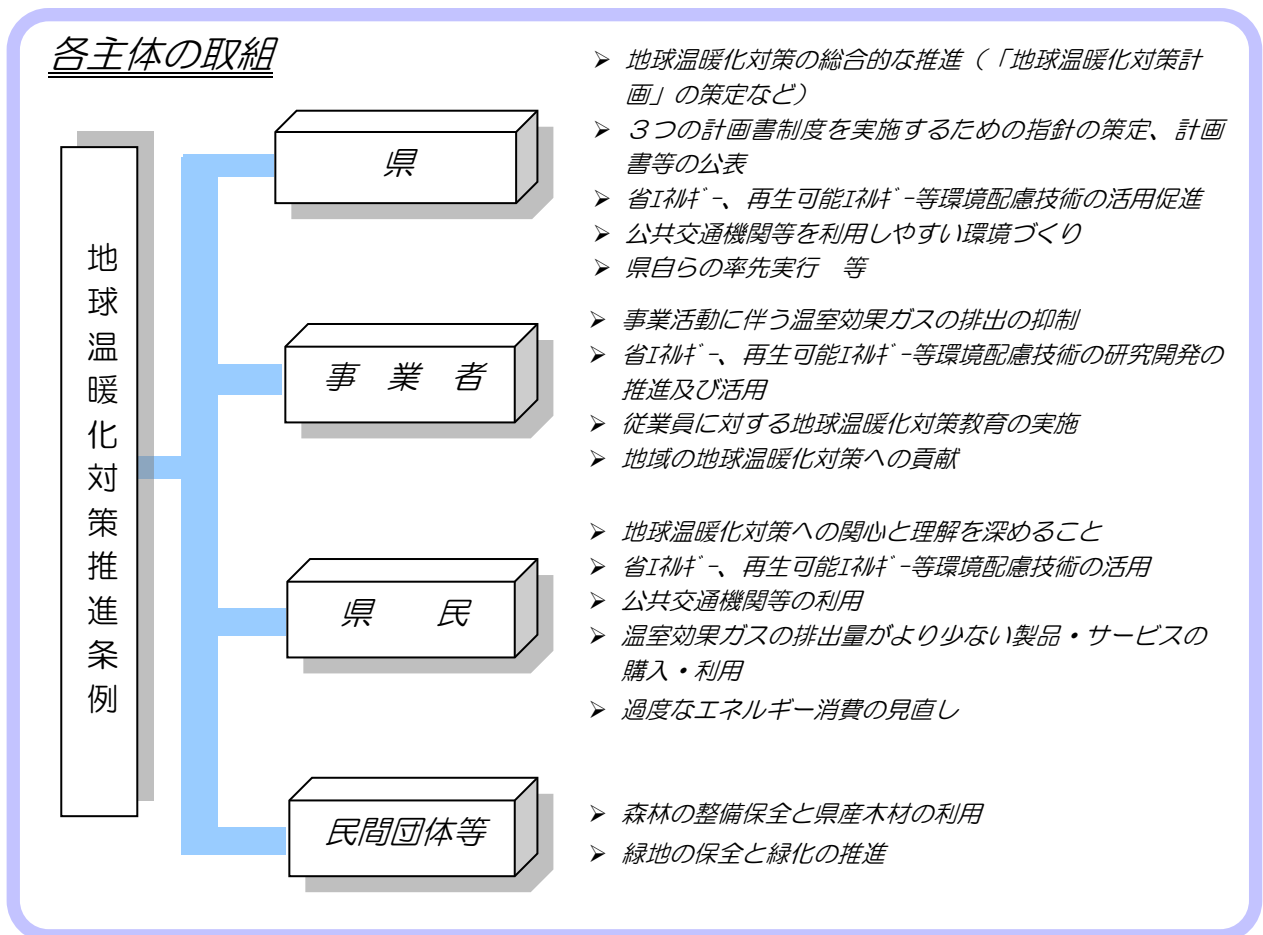 各主体の取組
地球温暖化対策推進条例
県
➢ 地球温暖化対策の総合的な推進（「地球温暖化対策計
画」の策定など）
➢ ３つの計画書制度を実施するための指針の策定、計画
書等の公表
➢ 省ｴﾈﾙｷﾞｰ、再生可能ｴﾈﾙｷﾞｰ等環境配慮技術の活用促進
➢ 公共交通機関等を利用しやすい環境づくり
➢ 県自らの率先実行　等
事　業　者
➢ 事業活動に伴う温室効果ガスの排出の抑制
➢ 省ｴﾈﾙｷﾞｰ、再生可能ｴﾈﾙｷﾞｰ等環境配慮技術の研究開発の
推進及び活用
➢ 従業員に対する地球温暖化対策教育の実施
➢ 地域の地球温暖化対策への貢献
県　　民
➢ 地球温暖化対策への関心と理解を深めること
➢ 省ｴﾈﾙｷﾞｰ、再生可能ｴﾈﾙｷﾞｰ等環境配慮技術の活用
➢ 公共交通機関等の利用
➢ 温室効果ガスの排出量がより少ない製品・サービスの
購入・利用
➢ 過度なエネルギー消費の見直し
民間団体等
➢ 森林の整備保全と県産木材の利用
➢ 緑地の保全と緑化の推進